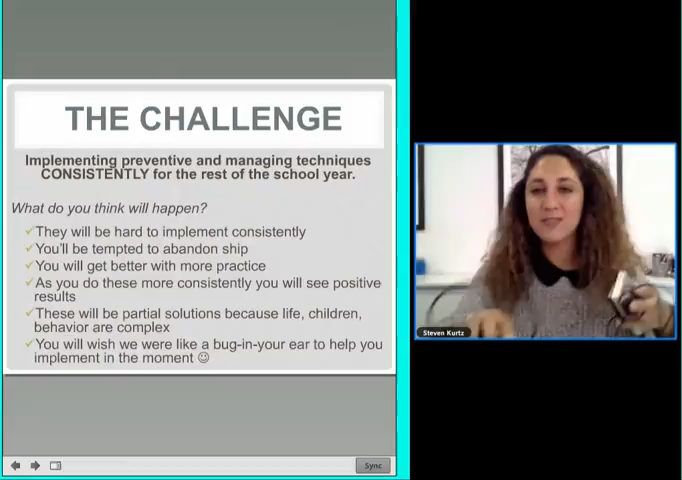 THE CHALLENGE
Implementing preventive and managing techniques
CONSISTENTLY for the rest of the school year.
What do you think will happen?
✓They will be hard to implement consistently
✓You'll be tempted to abandon ship
✓You will get better with more practice
✓As you do these more consistently you will see positive
results
✓These will be partial solutions because life, children,
behavior are complex
✓You will wish we were like a bug-in-your ear to help you
implement in the moment ☺
Steven Kurtz
Sync